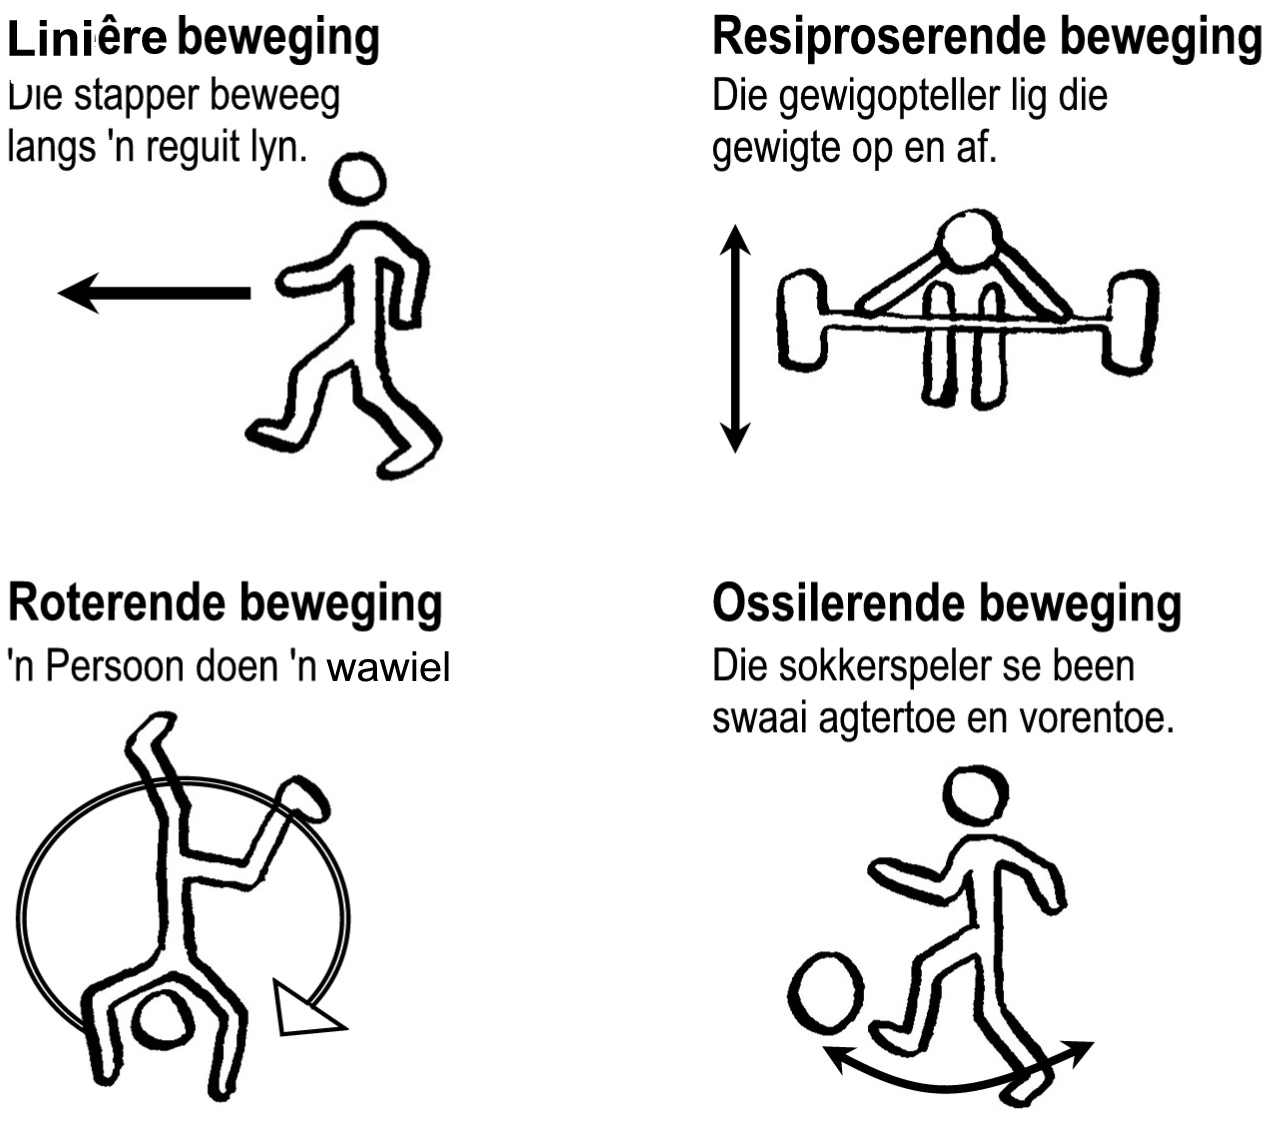 Liniêre beweging
Die stapper beweeg
langs 'n reguit lyn.
Resiproserende beweging
Die gewigopteller lig die
gewigte op en af.
Roterende beweging
'n Persoon doen 'n wawiel
Ossilerende beweging
Die sokkerspeler se been
swaai agtertoe en vorentoe.